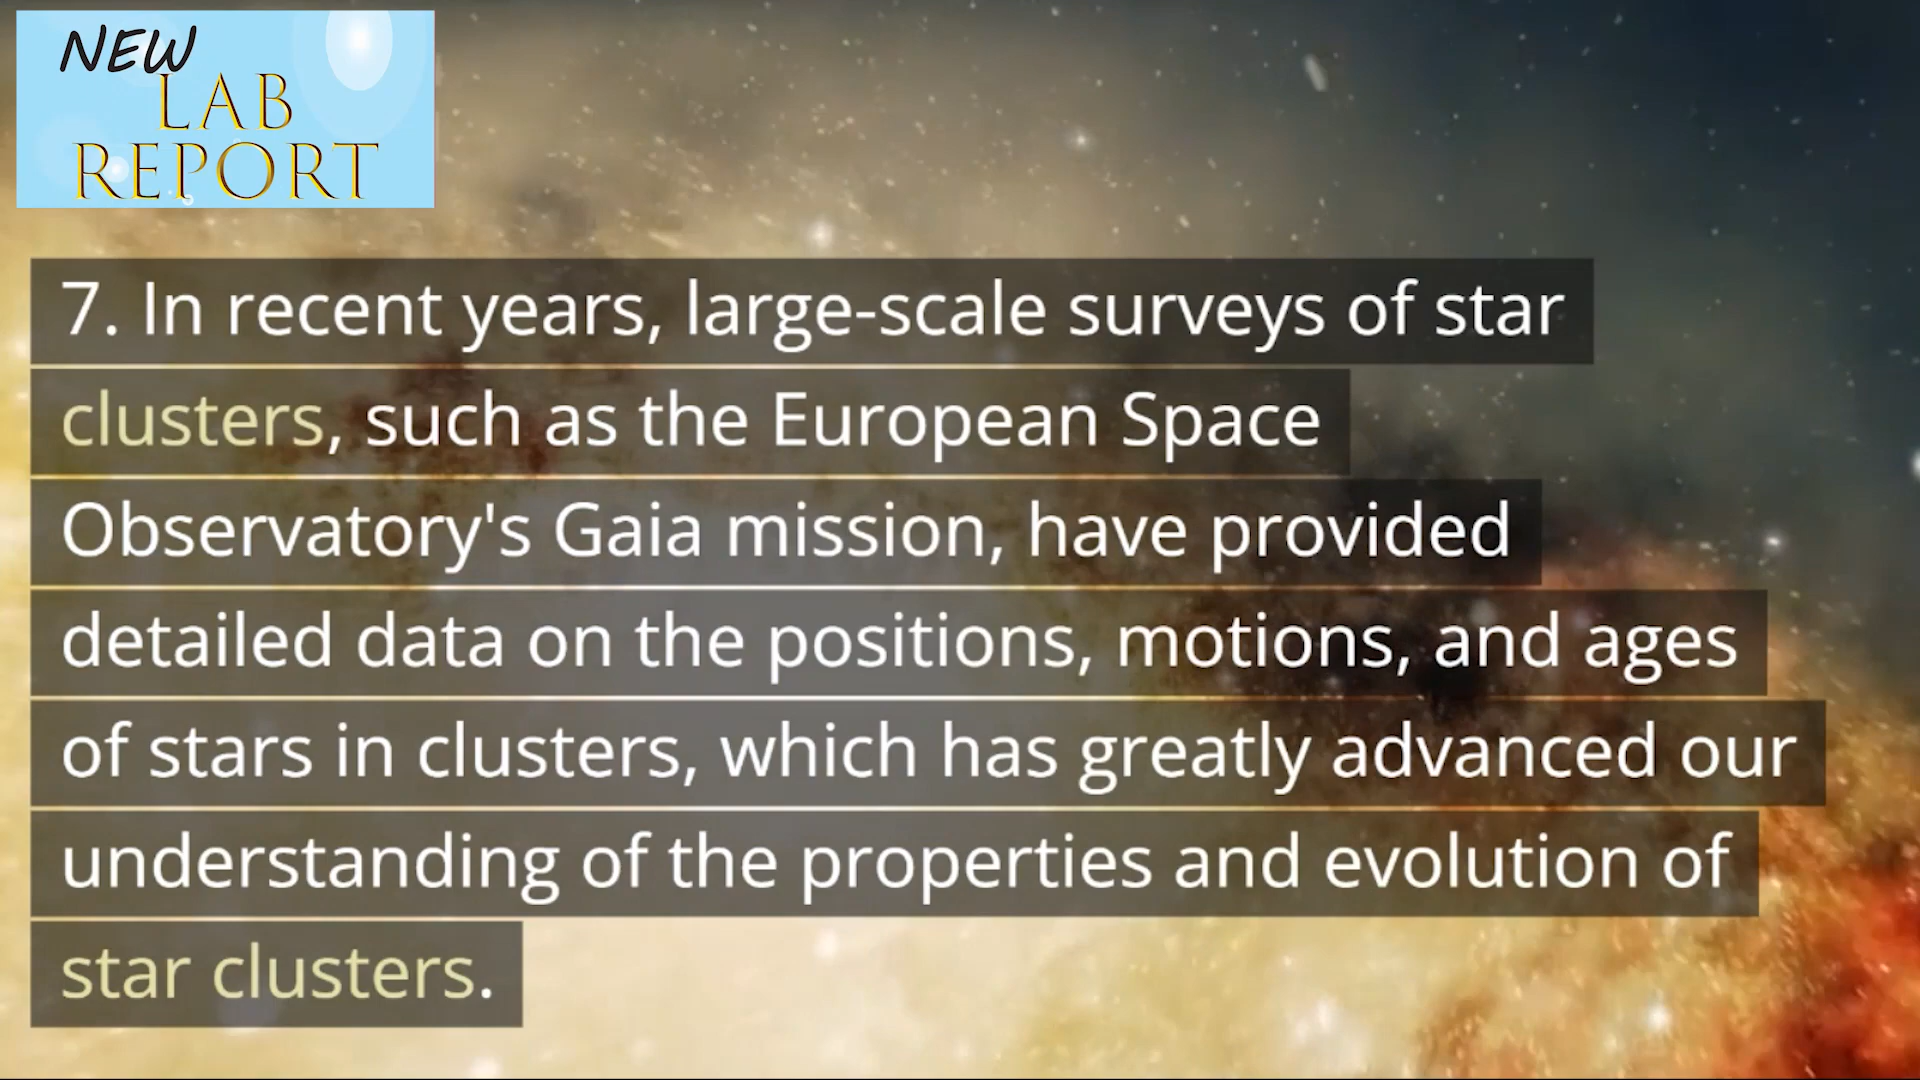 NEW
LAB
REPORT
7. In recent years, large-scale surveys of star
clusters, such as the European Space
Observatory's Gaia mission, have provided
detailed data on the positions, motions, and ages
of stars in clusters, which has greatly advanced our
understanding of the properties and evolution of
star clusters.